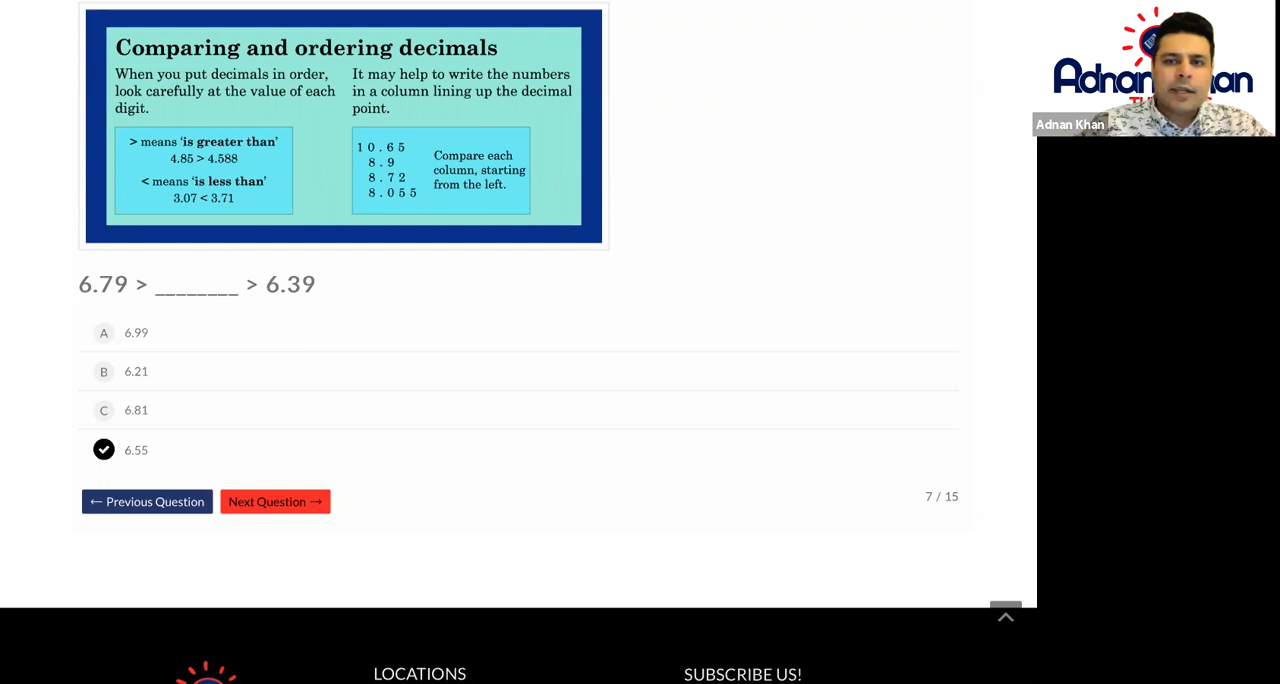 Comparing and ordering decimals
When you put decimals in order,
look carefully at the value of each
digit.
> means ‘is greater than’
4.85 > 4.588
< means ‘is less than’
3.07 < 3.71
It may help to write the numbers
in a column lining up the decimal
point.
10.65
8.9
8.72
8.055
Compare each
column, starting
from the left.
6.79 > ________ > 6.39
A 6.99
B 6.21
C 6.81
6.55
← Previous Question
Next Question →
7 / 15
LOCATIONS
SUBSCRIBE US!
Adnan Khan